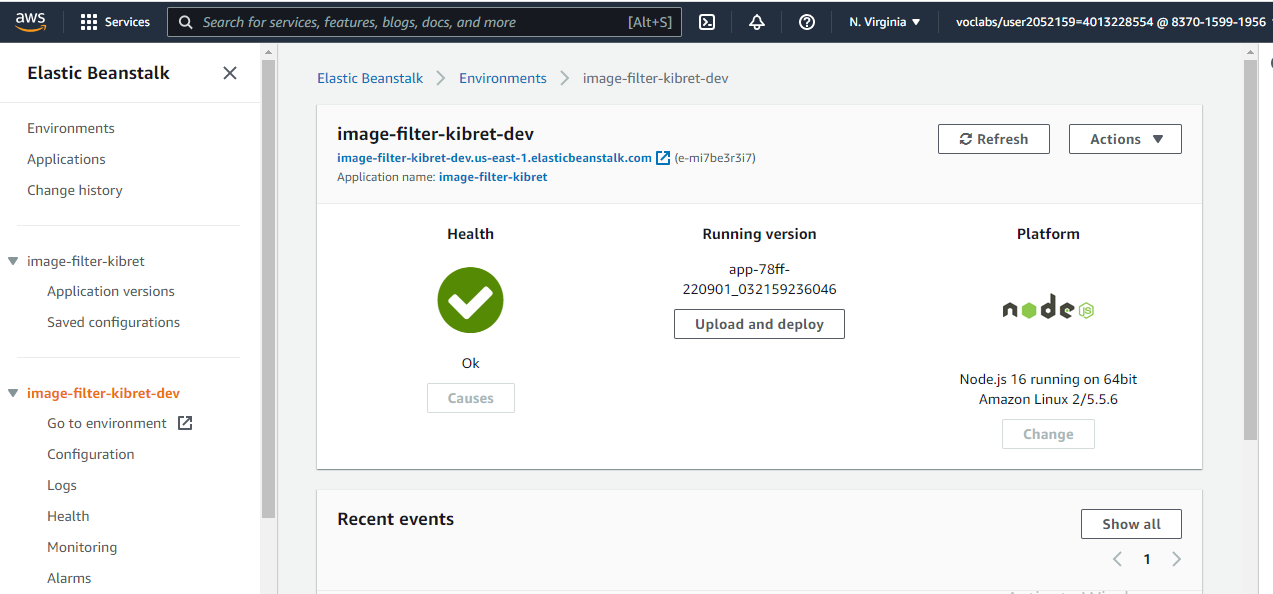 aws
Services
Search for services, features, blogs, docs, and more
[Alt+S]
N. Virginia
voclabs/user2052159=4013228554 @ 8370-1599-1956
Elastic Beanstalk
Environments
Applications
Change history
image-filter-kibret
Application versions
Saved configurations
image-filter-kibret-dev
Go to environment
Configuration
Logs
Health
Monitoring
Alarms
Elastic Beanstalk
Environments
image-filter-kibret-dev
image-filter-kibret-dev
image-filter-kibret-dev.us-east-1.elasticbeanstalk.com (e-mi7be3r3i7)
Application name: image-filter-kibret
Refresh
Actions
Health
Ok
Causes
Running version
app-78ff-
220901_032159236046
Upload and deploy
Platform
node
JS
Node.js 16 running on 64bit
Amazon Linux 2/5.5.6
Change
Recent events
Show all
1